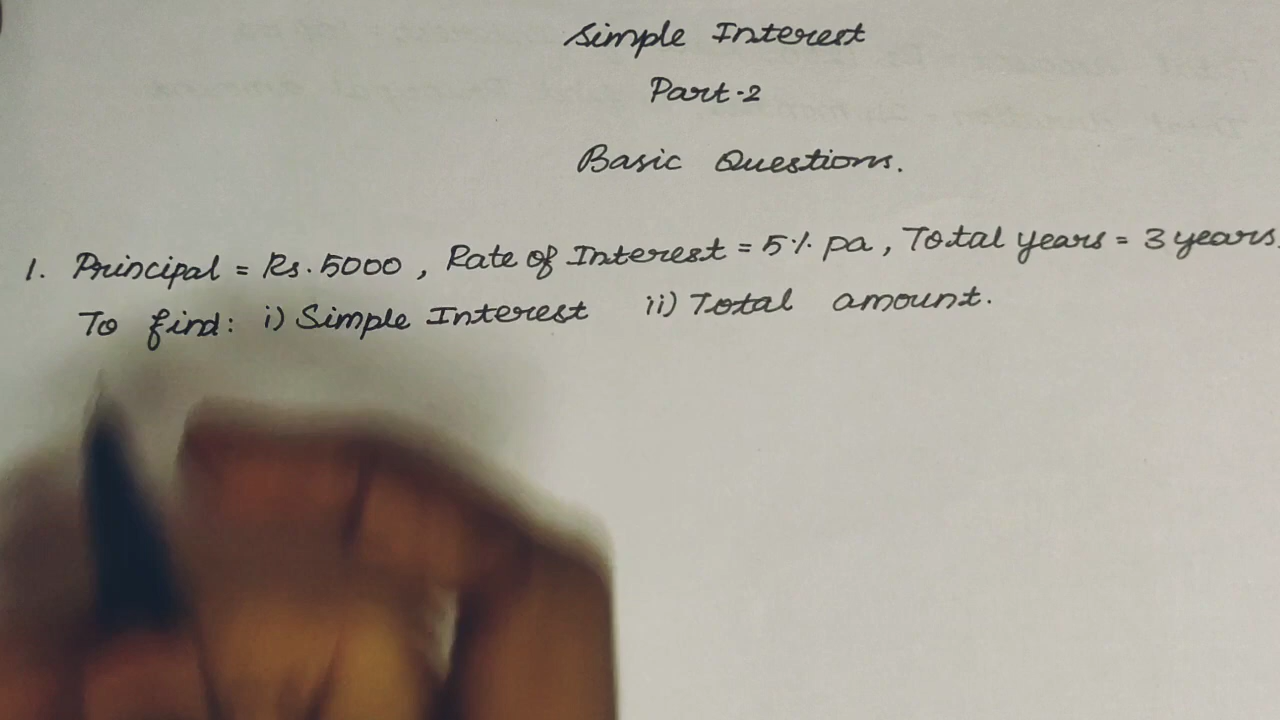 Simple Interest
Part-2
Basic Questions.
1. Principal = Rs. 5000, Rate of Interest = 5% pa, Total years = 3 years.
To find: i) Simple Interest ii) Total amount.